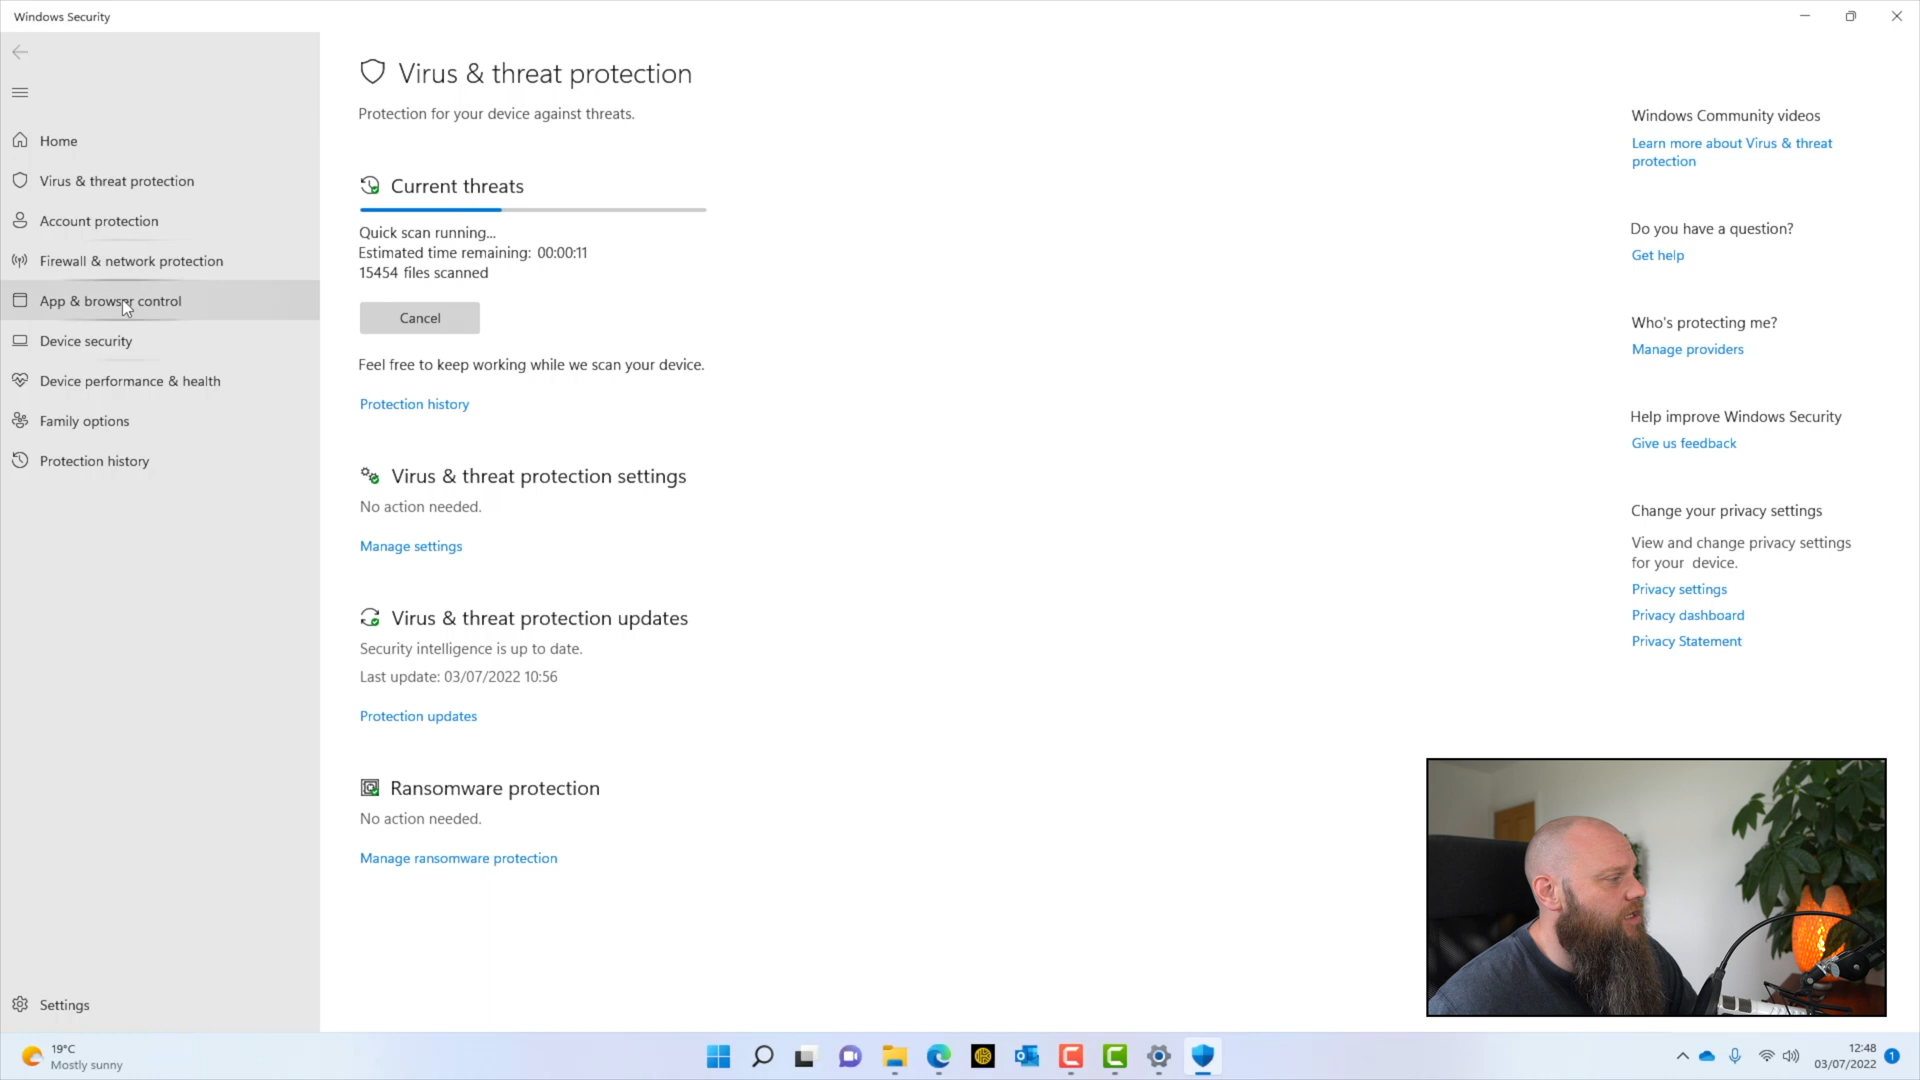 Windows Security
Home
Virus & threat protection
Account protection
Firewall & network protection
App & browser control
Device security
Device performance & health
Family options
Protection history
Settings
Virus & threat protection
Protection for your device against threats.
Current threats
Quick scan running...
Estimated time remaining: 00:00:11
15454 files scanned
Cancel
Feel free to keep working while we scan your device.
Protection history
Virus & threat protection settings
No action needed.
Manage settings
Virus & threat protection updates
Security intelligence is up to date.
Last update: 03/07/2022 10:56
Protection updates
Ransomware protection
No action needed.
Manage ransomware protection
Windows Community videos
Learn more about Virus & threat
protection
Do you have a question?
Get help
Who's protecting me?
Manage providers
Help improve Windows Security
Give us feedback
Change your privacy settings
View and change privacy settings
for your device.
Privacy settings
Privacy dashboard
Privacy Statement
19°C
Mostly sunny
12:48
03/07/2022
1